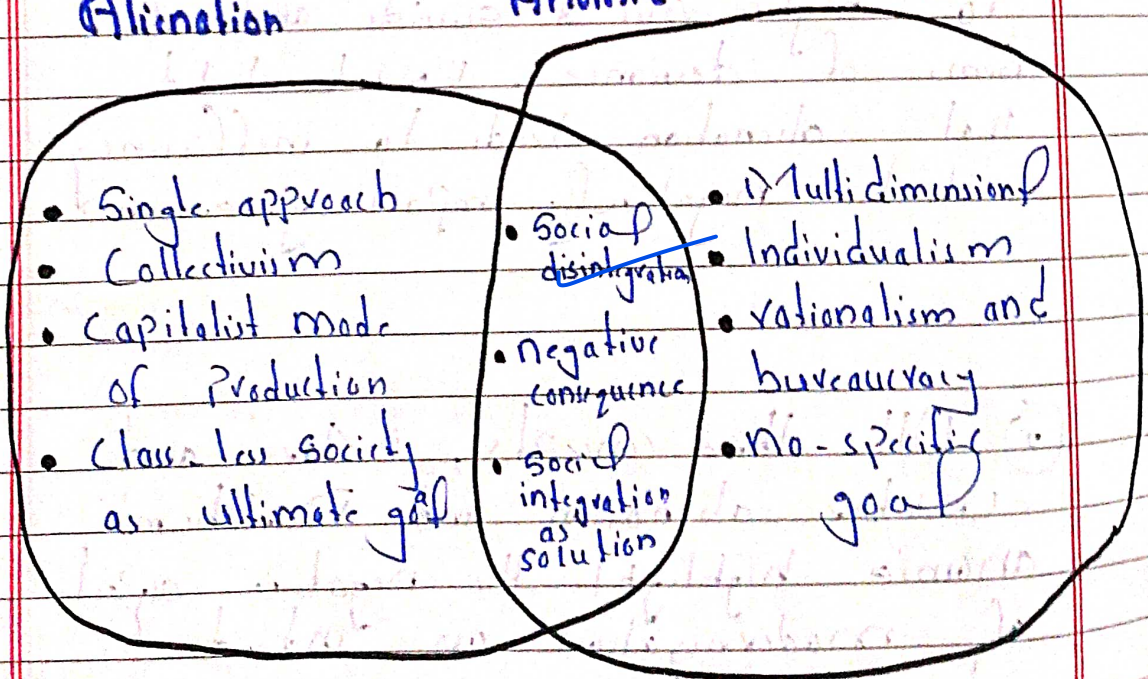 Alienation
• Single approach
• Collectivism
• Capitalist mode
of Production
• Class-less society
as ultimate goal
• Social
disintegration
• negative
consequence
• Social
integration
as
solution
• Multidimensional
• Individualism
• rationalism and
bureaucracy
• no-specific
goal